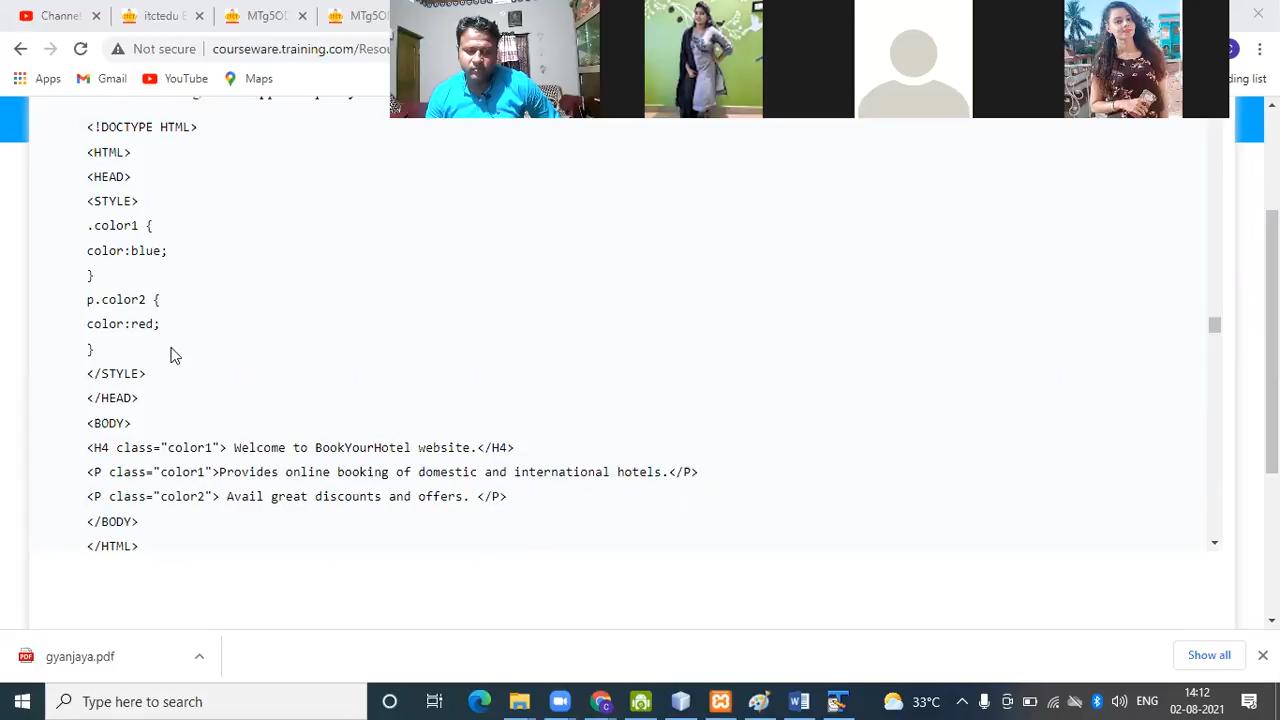 Channel
itctedu
MTg5OD
MTg5OD
Not secure
courseware.training.com/Resou
Apps
Gmail
YouTube
Maps
ding list
<!DOCTYPE HTML>
<HTML>
<HEAD>
<STYLE>
.color1 {
color:blue;
}
p.color2 {
color:red;
}
</STYLE>
</HEAD>
<BODY>
<H4 class="color1"> Welcome to BookYourHotel website.</H4>
<P class="color1">Provides online booking of domestic and international hotels.</P>
<P class="color2"> Avail great discounts and offers. </P>
</BODY>
</HTML>
gyanjaya.pdf
Show all
Type here to search
33°C
ENG
14:12
02-08-2021